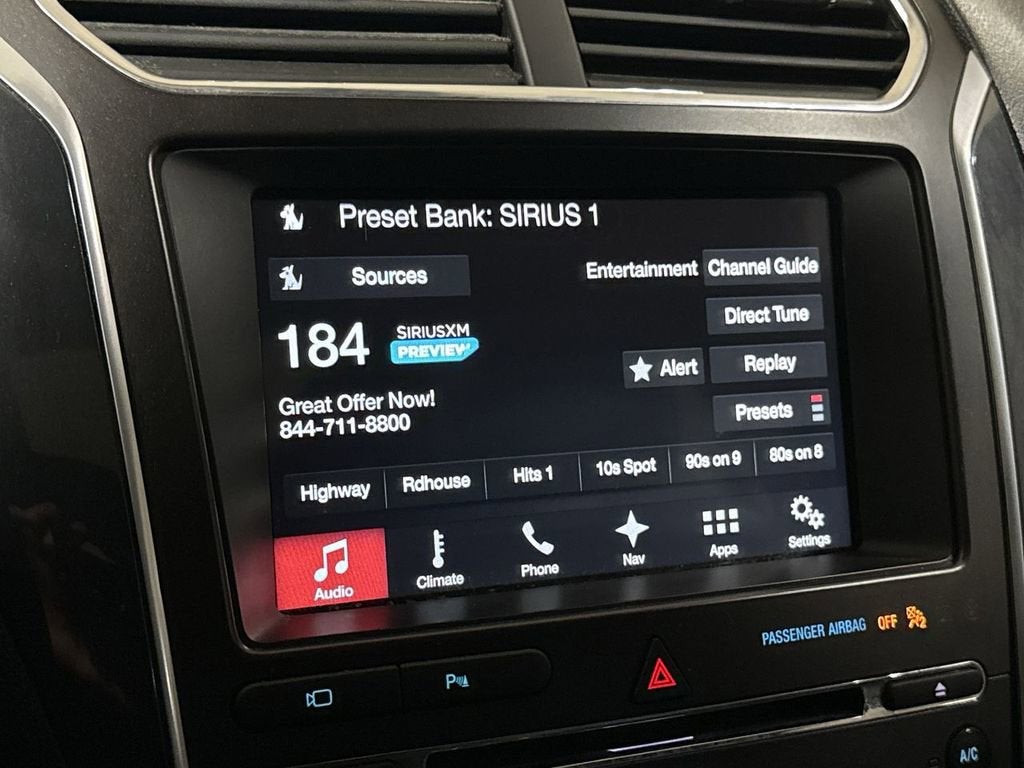 Preset Bank: SIRIUS 1
Sources
Entertainment
Channel Guide
184
SIRIUSXM
PREVIEW
Direct Tune
Alert
Replay
Great Offer Now!
844-711-8800
Presets
Highway
Rdhouse
Hits 1
10s Spot
90s on 9
80s on 8
Audio
Climate
Phone
Nav
Apps
Settings
PASSENGER AIRBAG OFF
P
A/C